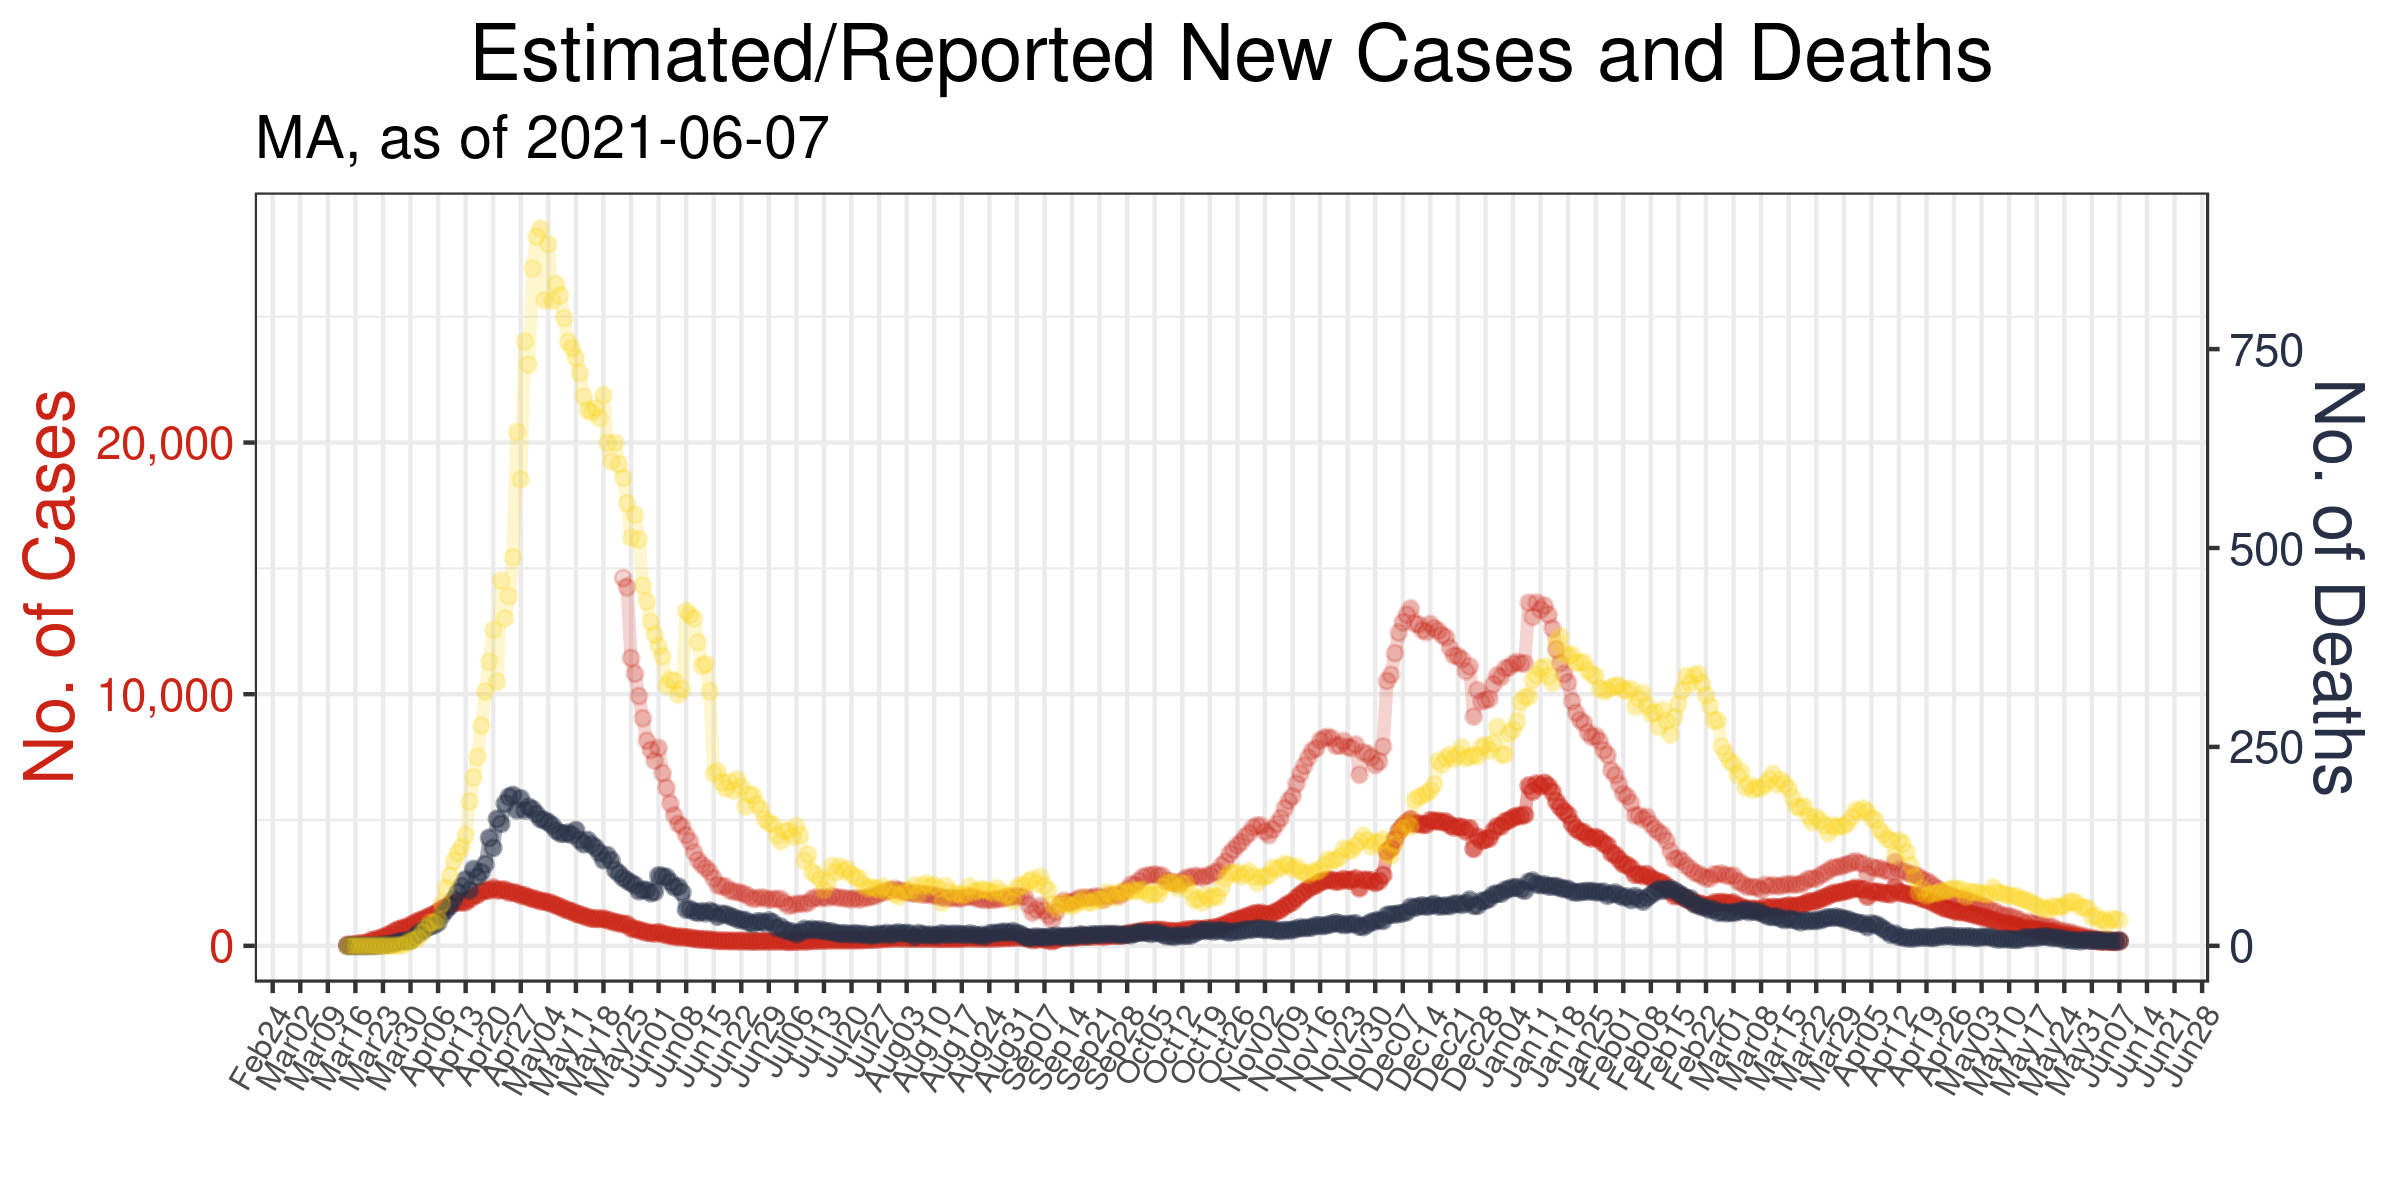 Estimated/Reported New Cases and Deaths
MA, as of 2021-06-07
No. of Cases
20,000
10,000
0
750
500
250
0
No. of Deaths
Feb24
Mar02
Mar09
Mar16
Mar23
Mar30
Apr06
Apr13
Apr20
Apr27
May04
May11
May18
May25
Jun01
Jun08
Jun15
Jun22
Jun29
Jul06
Jul13
Jul20
Jul27
Aug03
Aug10
Aug17
Aug24
Aug31
Sep07
Sep14
Sep21
Sep28
Oct05
Oct12
Oct19
Oct26
Nov02
Nov09
Nov16
Nov23
Nov30
Dec07
Dec14
Dec21
Dec28
Jan04
Jan11
Jan18
Jan25
Feb01
Feb08
Feb15
Feb22
Mar01
Mar08
Mar15
Mar22
Mar29
Apr05
Apr12
Apr19
Apr26
May03
May10
May17
May24
May31
Jun07
Jun14
Jun21
Jun28